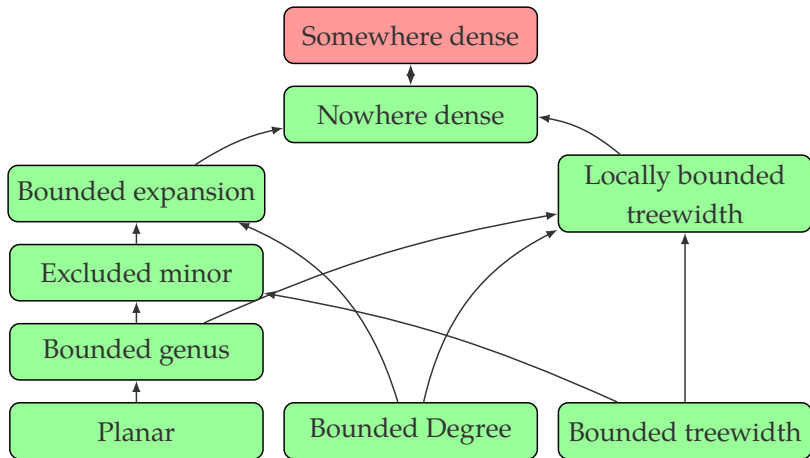 Somewhere dense
Nowhere dense
Bounded expansion
Locally bounded
treewidth
Excluded minor
Bounded genus
Planar
Bounded Degree
Bounded treewidth